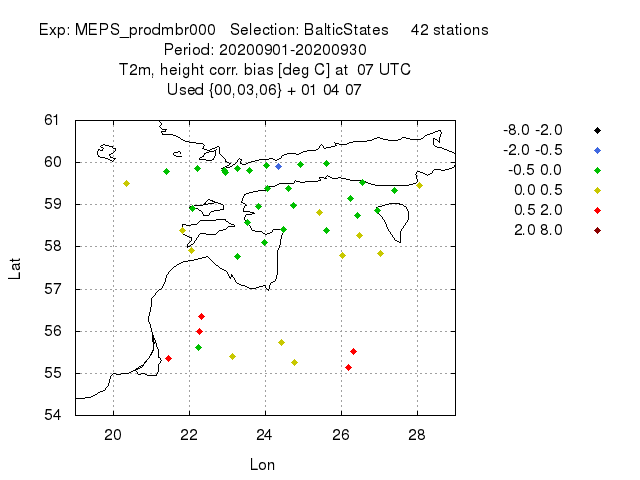 Exp: MEPS_prodmbr000 Selection: BalticStates 42 stations
Period: 20200901-20200930
T2m, height corr. bias [deg C] at 07 UTC
Used {00,03,06} + 01 04 07
61
60
59
58
57
56
55
54
Lat
20 22 24 26 28
Lon
-8.0 -2.0
-2.0 -0.5
-0.5 0.0
0.0 0.5
0.5 2.0
2.0 8.0